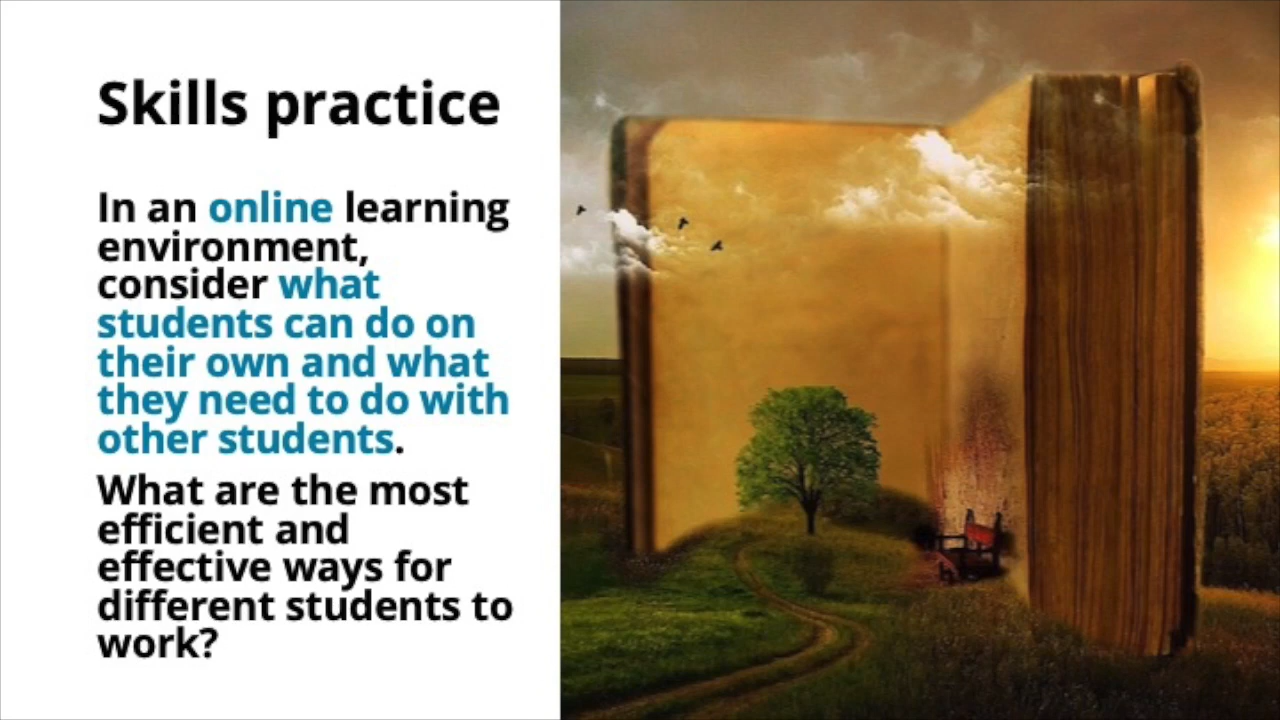 Skills practice
In an online learning
environment,
consider what
students can do on
their own and what
they need to do with
other students.
What are the most
efficient and
effective ways for
different students to
work?